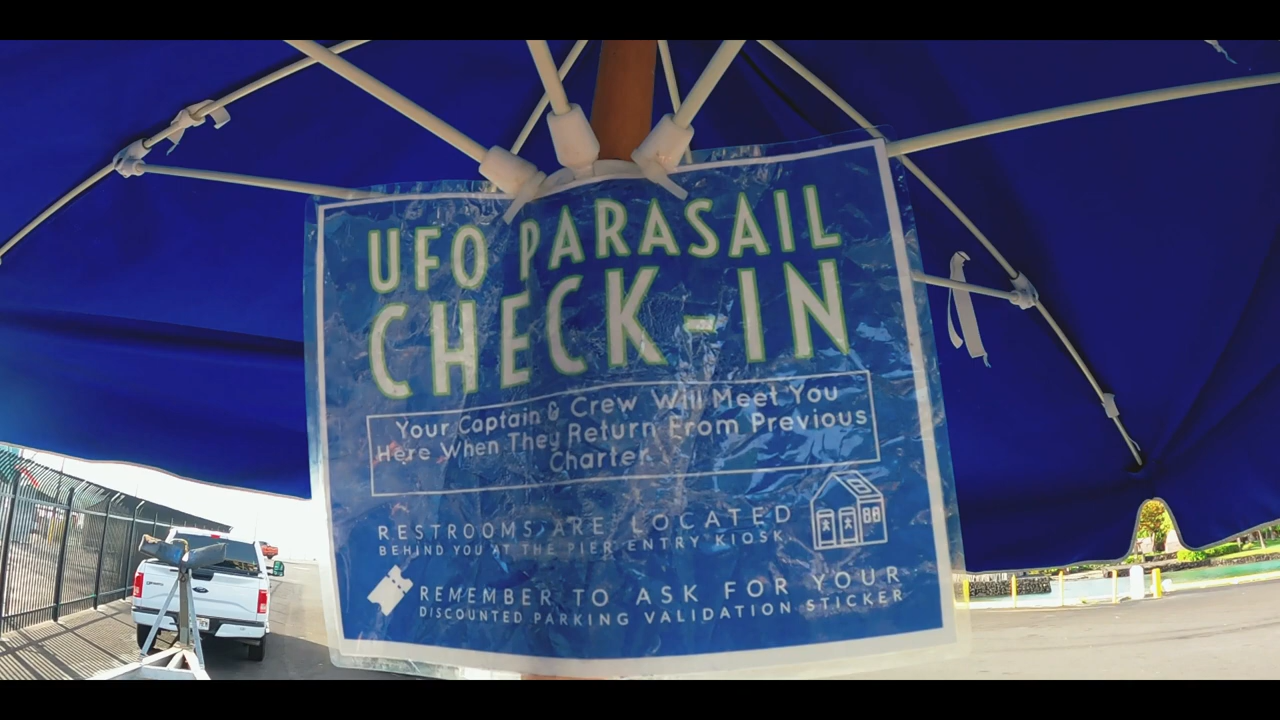 UFO PARASAIL
CHECK-IN
Your Captain & Crew Will Meet You
Here When They Return From Previous
Charter.
RESTROOMS ARE LOCATED
BEHIND YOU AT THE PIER ENTRY KIOSK.
REMEMBER TO ASK FOR YOUR
DISCOUNTED PARKING VALIDATION STICKER